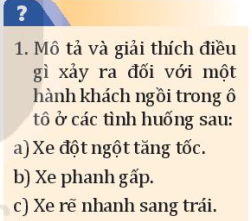 ?
1. Mô tả và giải thích điều
gì xảy ra đối với một
hành khách ngồi trong ô
tô ở các tình huống sau:
a) Xe đột ngột tăng tốc.
b) Xe phanh gấp.
c) Xe rẽ nhanh sang trái.